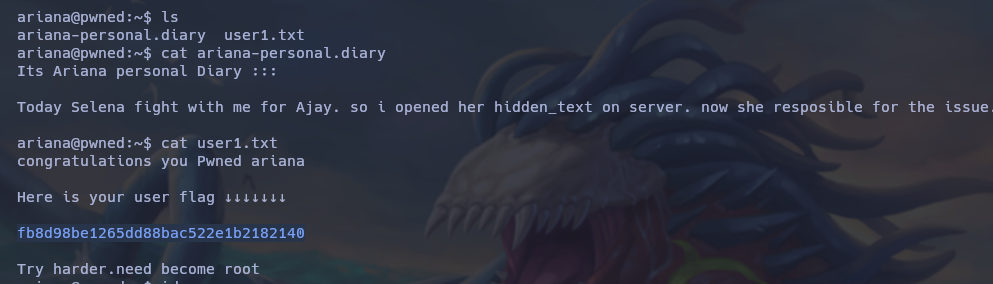 ariana@pwned:~$ ls
ariana-personal.diary  user1.txt
ariana@pwned:~$ cat ariana-personal.diary
Its Ariana personal Diary :::
Today Selena fight with me for Ajay. so i opened her hidden_text on server. now she resposible for the issue.
ariana@pwned:~$ cat user1.txt
congratulations you Pwned ariana
Here is your user flag ↓↓↓↓↓↓↓
fb8d98be1265dd88bac522e1b2182140
Try harder.need become root